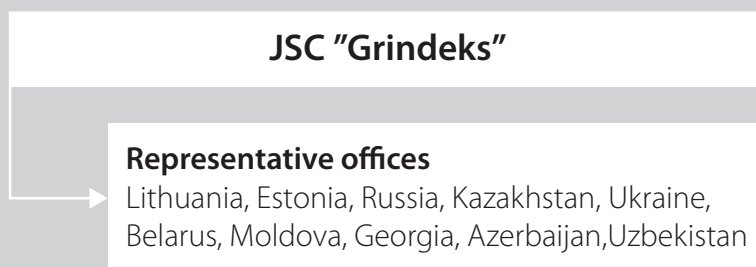 JSC "Grindeks"
Representative offices
Lithuania, Estonia, Russia, Kazakhstan, Ukraine,
Belarus, Moldova, Georgia, Azerbaijan,Uzbekistan